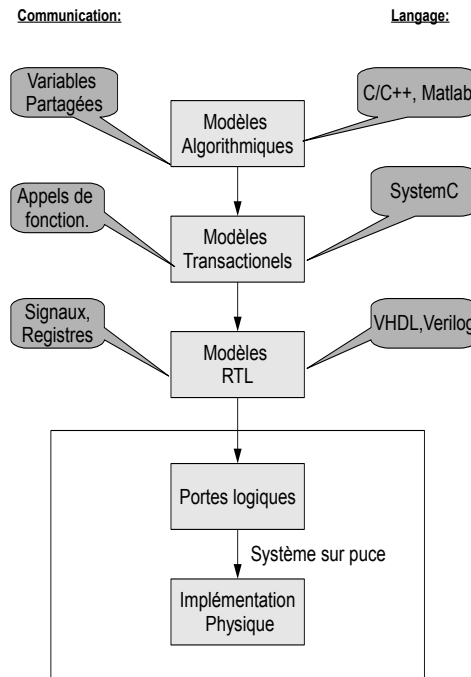 Communication:
Langage:
Variables
Partagées
C/C++, Matlab
Modèles
Algorithmiques
Appels de
fonction.
SystemC
Modèles
Transactionels
Signaux,
Registres
VHDL,Verilog
Modèles
RTL
Portes logiques
Système sur puce
Implémentation
Physique